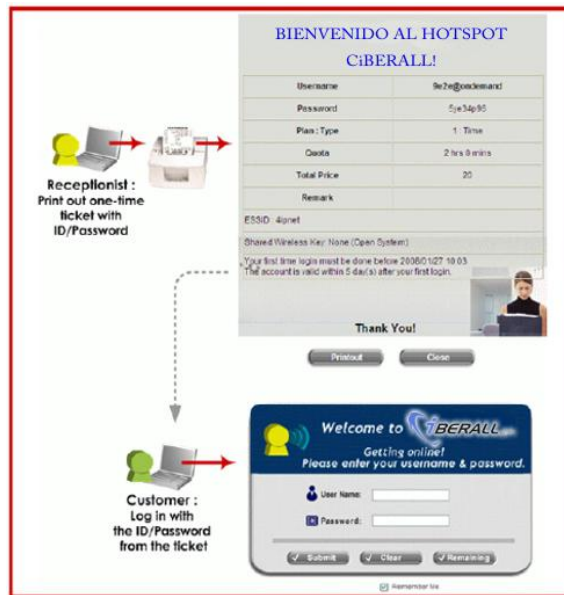 BIENVENIDO AL HOTSPOT
CiBERALL!
Username 9e2e@ondemand
Password 5ye34p95
Plan : Type 1 : Time
Quota 2 hrs 0 mins
Total Price 20
Remark
ESSID : 4ipnet
Shared Wireless Key: None (Open System)
Your first time login must be done before 2008/01/27 10:03
The account is valid within 5 day(s) after your first login.
Thank You!
Printout Close
Receptionist :
Print out one-time
ticket with
ID/Password
Customer :
Log in with
the ID/Password
from the ticket
Welcome to CiBERALL
Getting online!
Please enter your username & password.
User Name:
Password:
Submit Clear Remaining
Remember Me